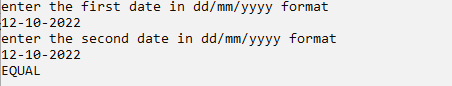 enter the first date in dd/mm/yyyy format
12-10-2022
enter the second date in dd/mm/yyyy format
12-10-2022
EQUAL